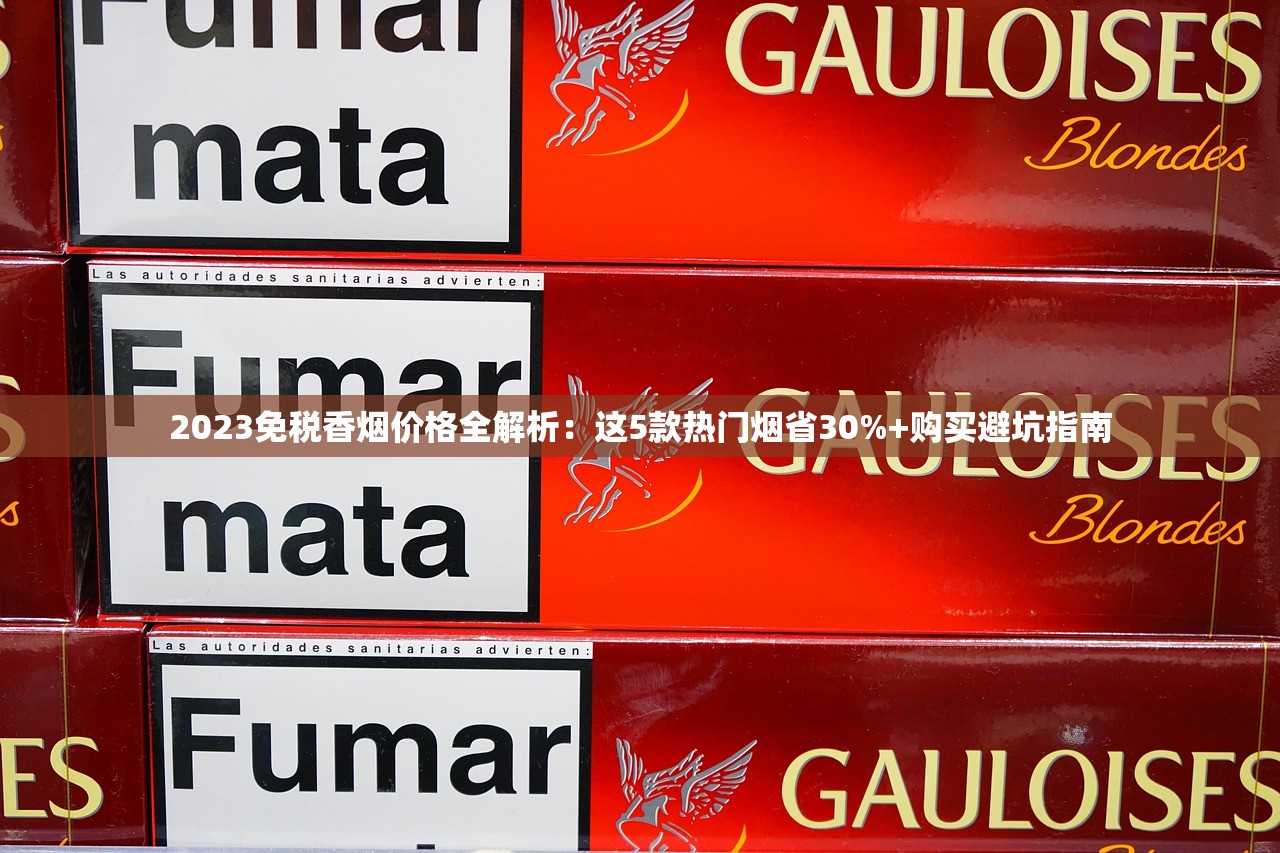 Fumar
mata
GAULOISES
Blondes
Las autoridades sanitarias advierten:
Fumar
mata
2023免税香烟价格全解析：这5款热门烟省30%+购买避坑指南
GAULOISES
Blondes
Las autoridades sanitarias advierten:
Fumar
ES
GAULOISES